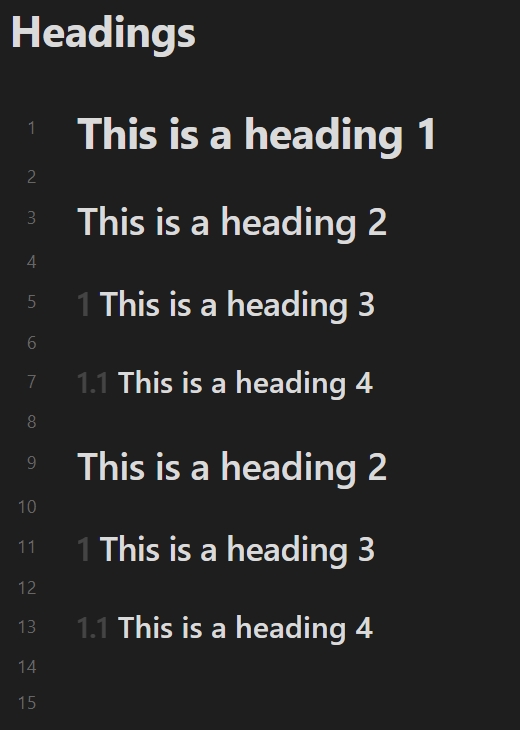 Headings
1 This is a heading 1
2
3 This is a heading 2
4
5 1 This is a heading 3
6
7 1.1 This is a heading 4
8
9 This is a heading 2
10
11 1 This is a heading 3
12
13 1.1 This is a heading 4
14
15